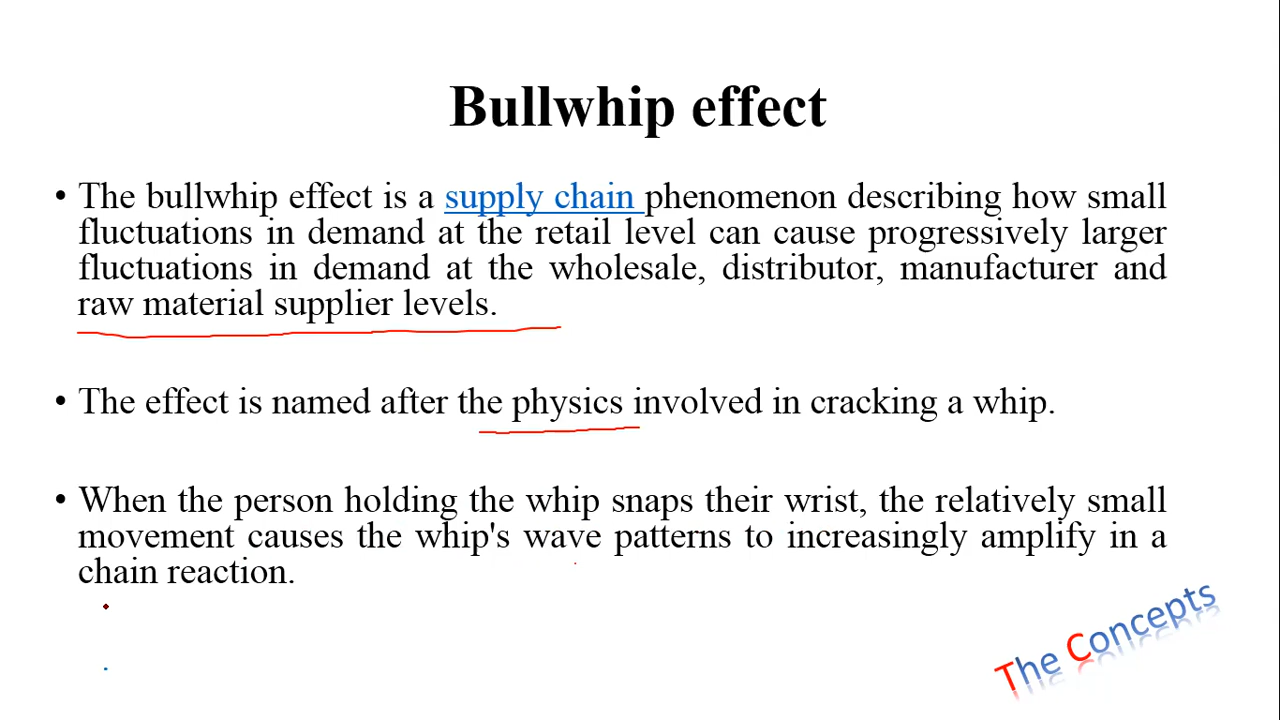 Bullwhip effect
• The bullwhip effect is a supply chain phenomenon describing how small
fluctuations in demand at the retail level can cause progressively larger
fluctuations in demand at the wholesale, distributor, manufacturer and
raw material supplier levels.
• The effect is named after the physics involved in cracking a whip.
• When the person holding the whip snaps their wrist, the relatively small
movement causes the whip's wave patterns to increasingly amplify in a
chain reaction.
The Concepts